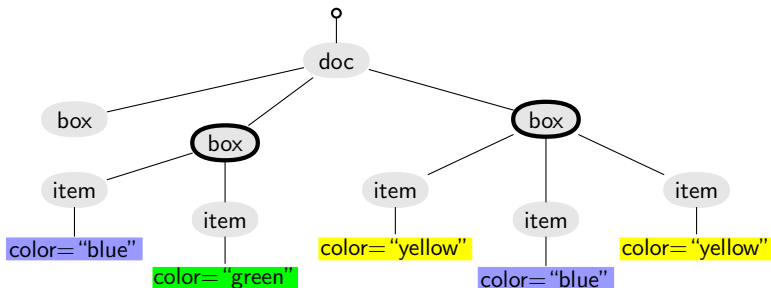 doc
box
box
box
item
item
item
item
item
color=“blue”
color=“green”
color=“yellow”
color=“blue”
color=“yellow”